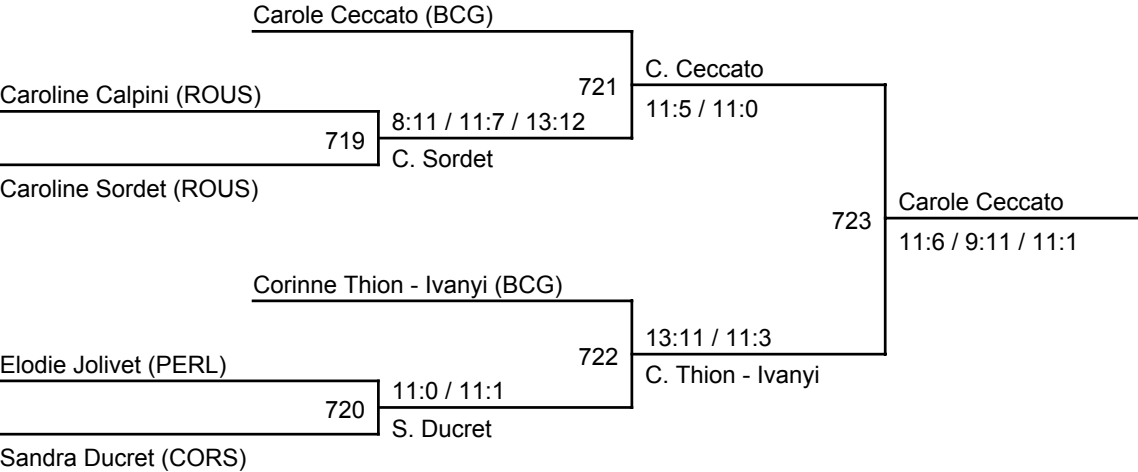 Carole Ceccato (BCG)
721
C. Ceccato
11:5 / 11:0
Caroline Calpini (ROUS)
719
8:11 / 11:7 / 13:12
C. Sordet
Caroline Sordet (ROUS)
723
Carole Ceccato
11:6 / 9:11 / 11:1
Corinne Thion - Ivanyi (BCG)
722
13:11 / 11:3
C. Thion - Ivanyi
Elodie Jolivet (PERL)
720
11:0 / 11:1
S. Ducret
Sandra Ducret (CORS)